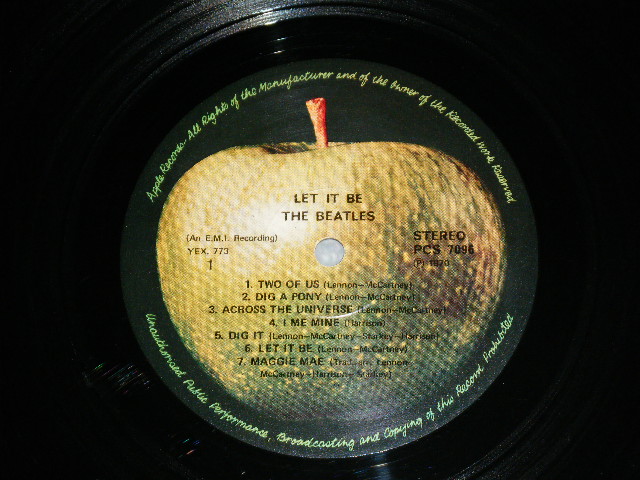 Apple Records All Rights of the Manufacturer and of the Owner of the Recorded Work Reserved
LET IT BE
THE BEATLES
(An E.M.I. Recording)
YEX. 773
1
STEREO
PCS 7096
(P) 1970
1. TWO OF US (Lennon—McCartney)
2. DIG A PONY (Lennon—McCartney)
3. ACROSS THE UNIVERSE (Lennon—McCartney)
4. I ME MINE (Harrison)
5. DIG IT (Lennon—McCartney—Starkey—Harrison)
6. LET IT BE (Lennon—McCartney)
7. MAGGIE MAE (Trad. arr. Lennon
McCartney—Harrison—Starkey)
Unauthorised Public Performance, Broadcasting and Copying of this Record Prohibited